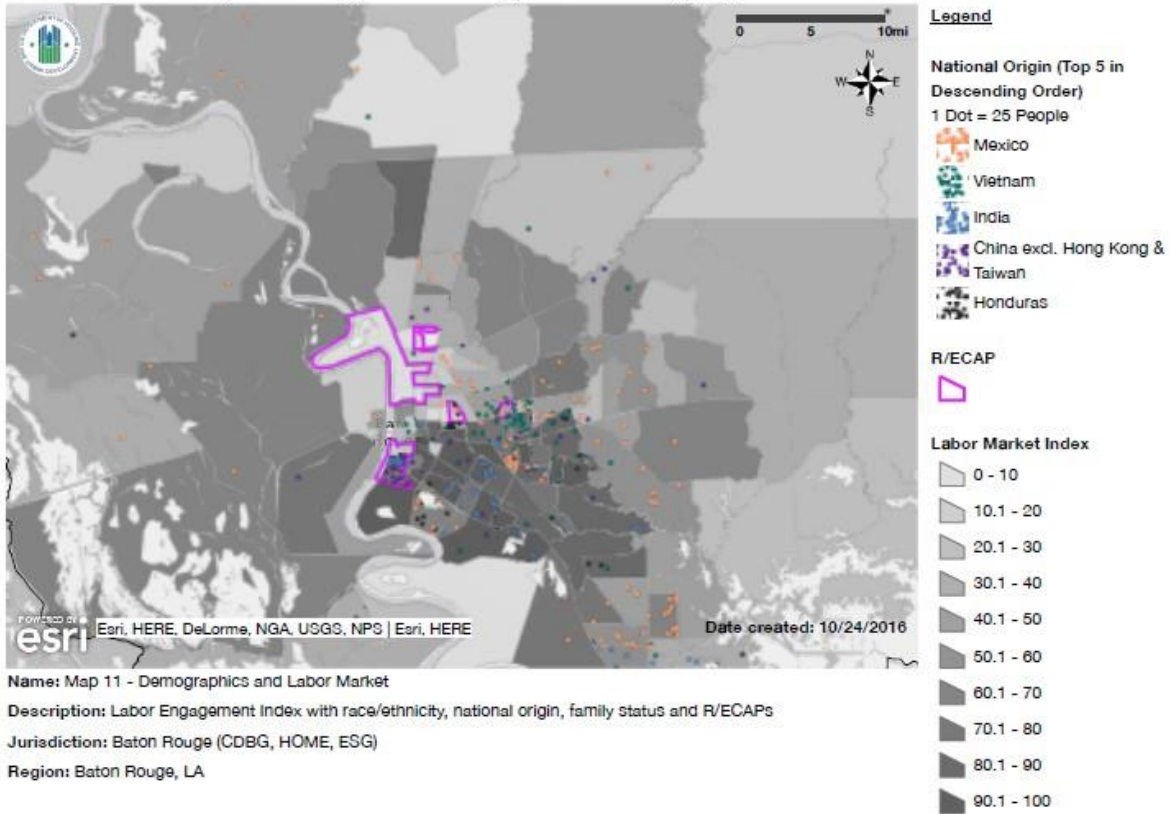 0 5 10mi
N
W E
S
Legend
National Origin (Top 5 in
Descending Order)
1 Dot = 25 People
Mexico
Vietnam
India
China excl. Hong Kong &
Taiwan
Honduras
R/ECAP
Labor Market Index
0 - 10
10.1 - 20
20.1 - 30
30.1 - 40
40.1 - 50
50.1 - 60
60.1 - 70
70.1 - 80
80.1 - 90
90.1 - 100
POWERED BY
esri
Esri, HERE, DeLorme, NGA, USGS, NPS | Esri, HERE
Date created: 10/24/2016
Name: Map 11 - Demographics and Labor Market
Description: Labor Engagement Index with race/ethnicity, national origin, family status and R/ECAPs
Jurisdiction: Baton Rouge (CDBG, HOME, ESG)
Region: Baton Rouge, LA